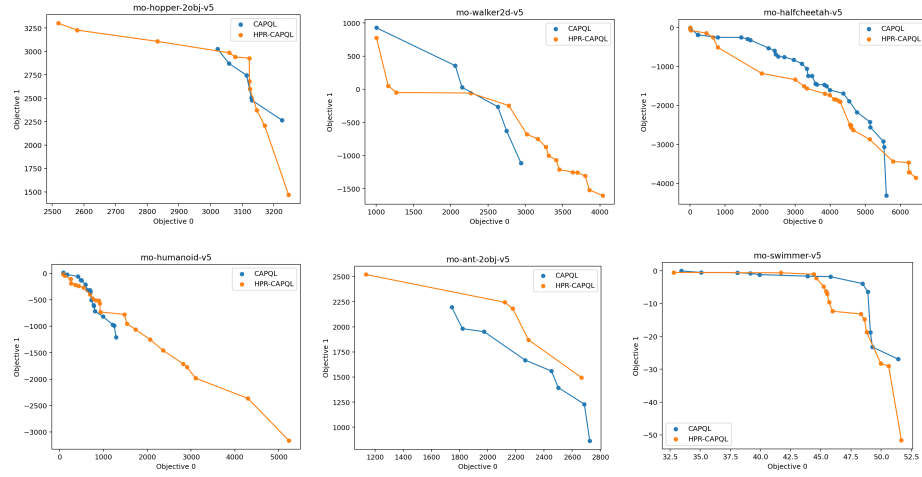 mo-hopper-2obj-v5
CAPQL
HPR-CAPQL
Objective 1
3250
3000
2750
2500
2250
2000
1750
1500
2500 2600 2700 2800 2900 3000 3100 3200
Objective 0
mo-walker2d-v5
CAPQL
HPR-CAPQL
Objective 1
1000
500
0
−500
−1000
−1500
1000 1500 2000 2500 3000 3500 4000
Objective 0
mo-halfcheetah-v5
CAPQL
HPR-CAPQL
Objective 1
0
−1000
−2000
−3000
−4000
0 1000 2000 3000 4000 5000 6000
Objective 0
mo-humanoid-v5
CAPQL
HPR-CAPQL
Objective 1
0
−500
−1000
−1500
−2000
−2500
−3000
0 1000 2000 3000 4000 5000
Objective 0
mo-ant-2obj-v5
CAPQL
HPR-CAPQL
Objective 1
2500
2250
2000
1750
1500
1250
1000
1200 1400 1600 1800 2000 2200 2400 2600 2800
Objective 0
mo-swimmer-v5
CAPQL
HPR-CAPQL
Objective 1
0
−10
−20
−30
−40
−50
32.5 35.0 37.5 40.0 42.5 45.0 47.5 50.0 52.5
Objective 0